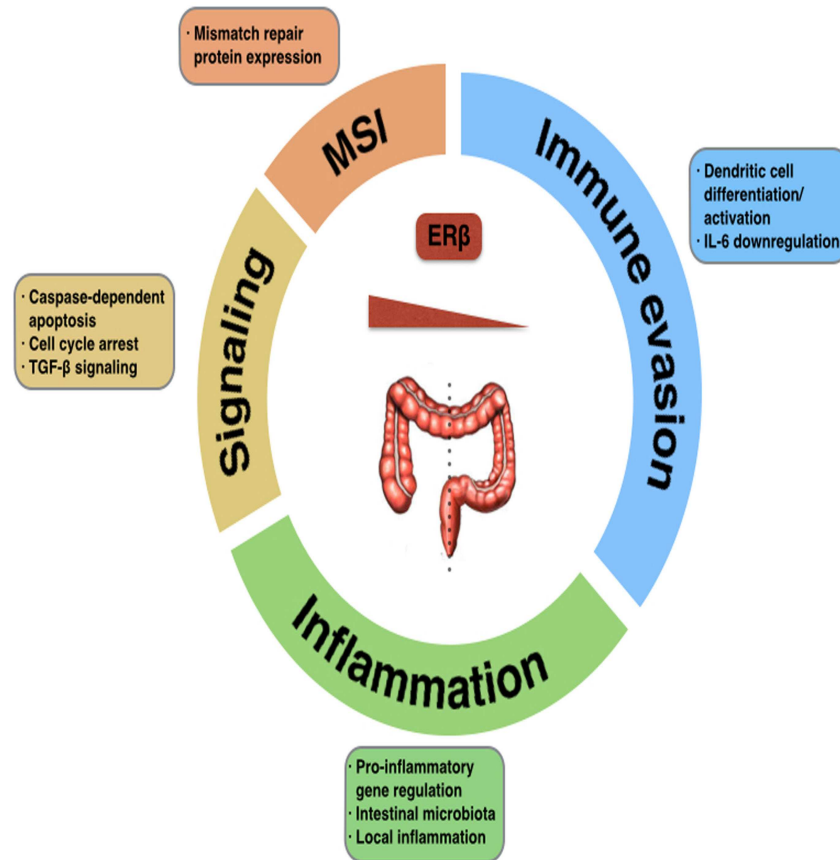 · Mismatch repair
protein expression
MSI
Immune evasion
· Dendritic cell
differentiation/
activation
· IL-6 downregulation
ERβ
Signaling
· Caspase-dependent
apoptosis
· Cell cycle arrest
· TGF-β signaling
Inflammation
· Pro-inflammatory
gene regulation
· Intestinal microbiota
· Local inflammation